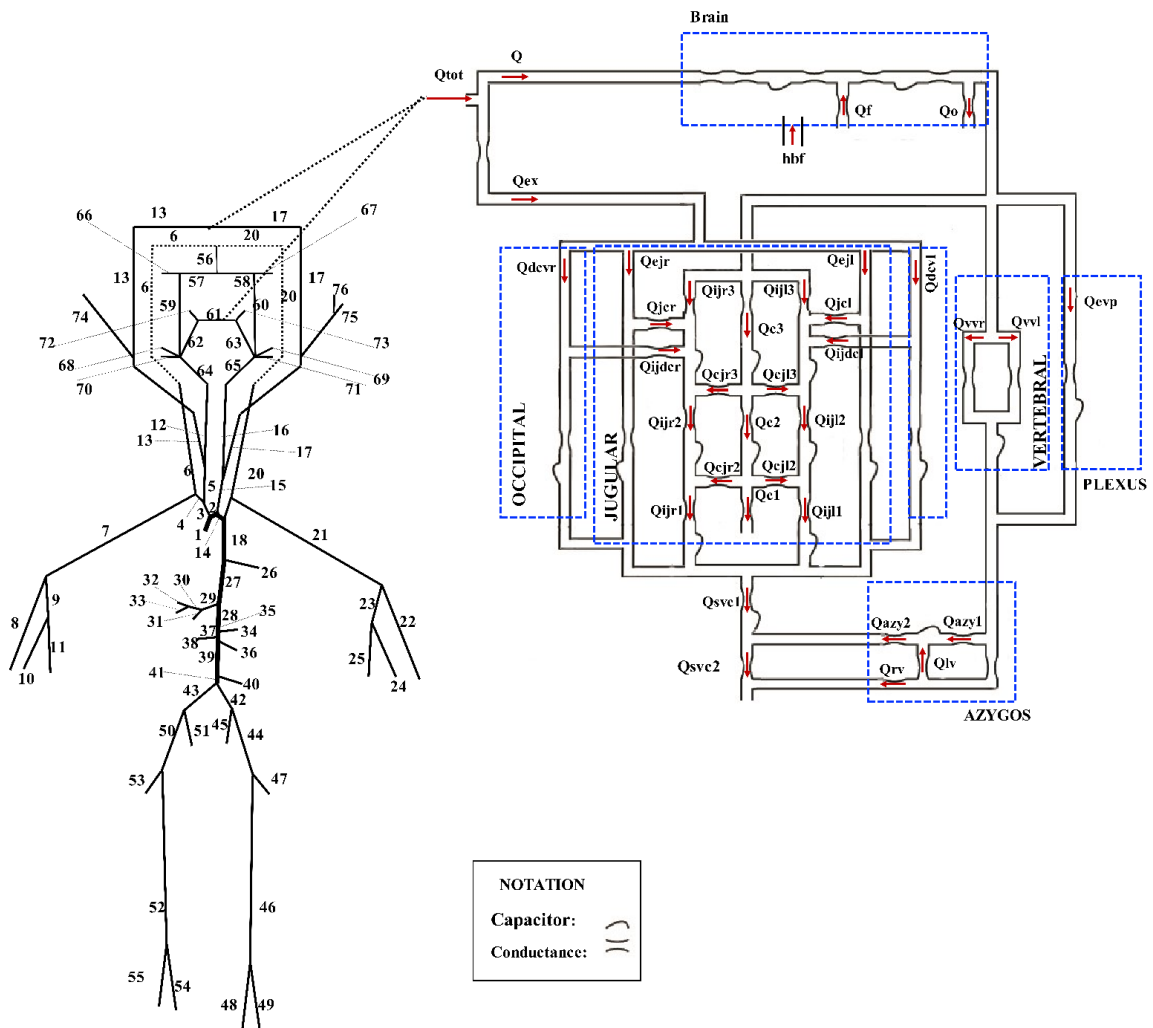 Brain
Q
Qtot
Qf
Qo
hbf
Qex
13
17
66
67
6
20
56
Qdcvr
Qejr
Qejl
Qdcvl
57
58
13
6
17
20
Qijr3
Qijl3
Qevp
76
74
59
60
75
Qjcr
Qc3
Qjcl
Qvvr
Qvvl
61
72
62
63
73
Qijdcr
Qijdcl
68
69
70
64
65
71
Qcjr3
Qcjl3
12
16
Qijr2
Qc2
Qijl2
13
17
OCCIPITAL
JUGULAR
VERTEBRAL
PLEXUS
6
20
5
15
Qcjr2
Qcjl2
Qc1
4
3
2
7
1
14
18
21
Qijr1
Qijl1
26
32
30
27
9
33
29
35
23
22
Qsvc1
8
31
28
37
34
38
36
11
39
25
Qazy2
Qazy1
10
41
40
24
Qsvc2
Qrv
Qlv
43
42
AZYGOS
50
51
45
44
53
47
52
46
NOTATION
Capacitor:
Conductance:
55
54
48
49